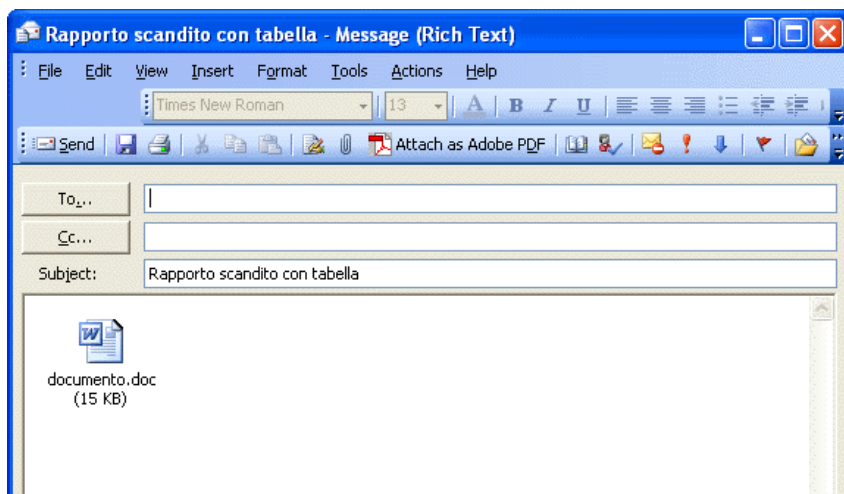 Rapporto scandito con tabella - Message (Rich Text)
File Edit View Insert Format Tools Actions Help
Times New Roman 13 A B I U
Send Attach as Adobe PDF
To...
Cc...
Subject: Rapporto scandito con tabella
documento.doc
(15 KB)